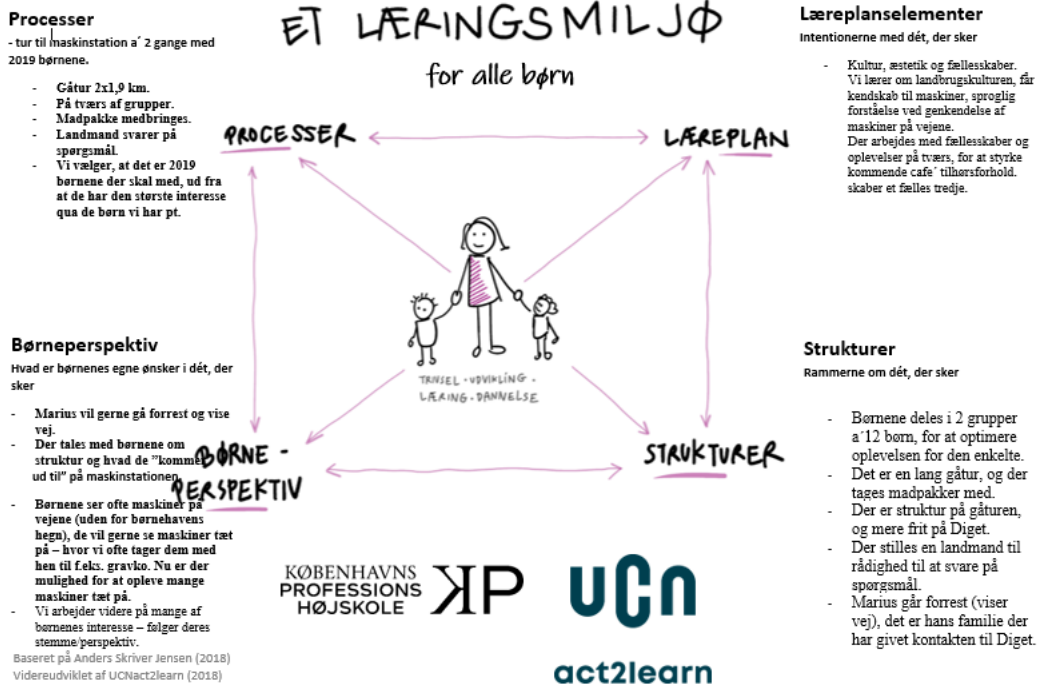 ET LÆRINGSMILJØ
for alle børn
Processer
- tur til maskinstation a´ 2 gange med
2019 børnene.
- Gåtur 2x1,9 km.
- På tværs af grupper.
- Madpakke medbringes.
- Landmand svarer på
spørgsmål.
- Vi vælger, at det er 2019
børnene der skal med, ud fra
at de har den største interesse
qua de børn vi har pt.
PROCESSER
LÆREPLAN
Læreplanselementer
Intentionerne med dét, der sker
- Kultur, æstetik og fællesskaber.
Vi lærer om landbrugskulturen, får
kendskab til maskiner, sproglig
forståelse ved genkendelse af
maskiner på vejene.
Der arbejdes med fællesskaber og
oplevelser på tværs, for at styrke
kommende cafe´ tilhørsforhold.
skaber et fælles tredje.
TRIVSEL · UDVIKLING ·
LÆRING · DANNELSE
Børneperspektiv
Hvad er børnenes egne ønsker i dét, der
sker
- Marius vil gerne gå forrest og vise
vej.
- Der tales med børnene om
struktur og hvad de ”kommer
ud til” på maskinstationen.
- Børnene ser ofte maskiner på
vejene (uden for børnehavens
hegn), de vil gerne se maskiner tæt
på – hvor vi ofte tager dem med
hen til f.eks. gravko. Nu er der
mulighed for at opleve mange
maskiner tæt på.
- Vi arbejder videre på mange af
børnenes interesse – følger deres
stemme/perspektiv.
BØRNE -
PERSPEKTIV
STRUKTURER
Strukturer
Rammerne om dét, der sker
- Børnene deles i 2 grupper
a´12 børn, for at optimere
oplevelsen for den enkelte.
- Det er en lang gåtur, og der
tages madpakker med.
- Der er struktur på gåturen,
og mere frit på Diget.
- Der stilles en landmand til
rådighed til at svare på
spørgsmål.
- Marius går forrest (viser
vej), det er hans familie der
har givet kontakten til Diget.
KØBENHAVNS
PROFESSIONS
HØJSKOLE
KP
UCN
act2learn
Baseret på Anders Skriver Jensen (2018)
Videreudviklet af UCNact2learn (2018)